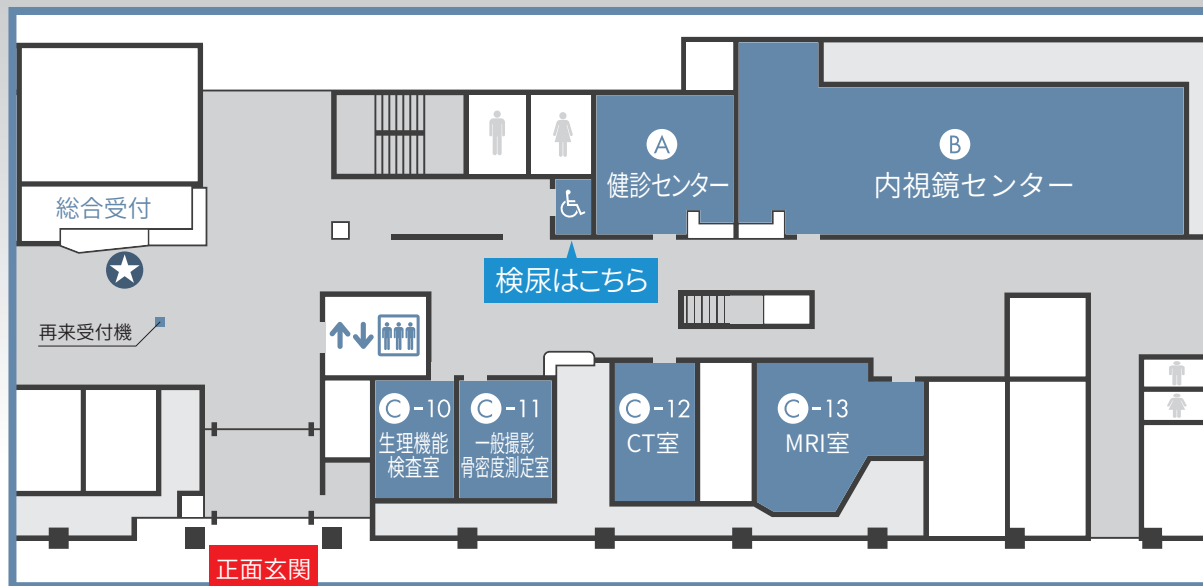 A
健診センター
B
内視鏡センター
総合受付
検尿はこちら
再来受付機
C-10
生理機能
検査室
C-11
一般撮影
骨密度測定室
C-12
CT室
C-13
MRI室
正面玄関